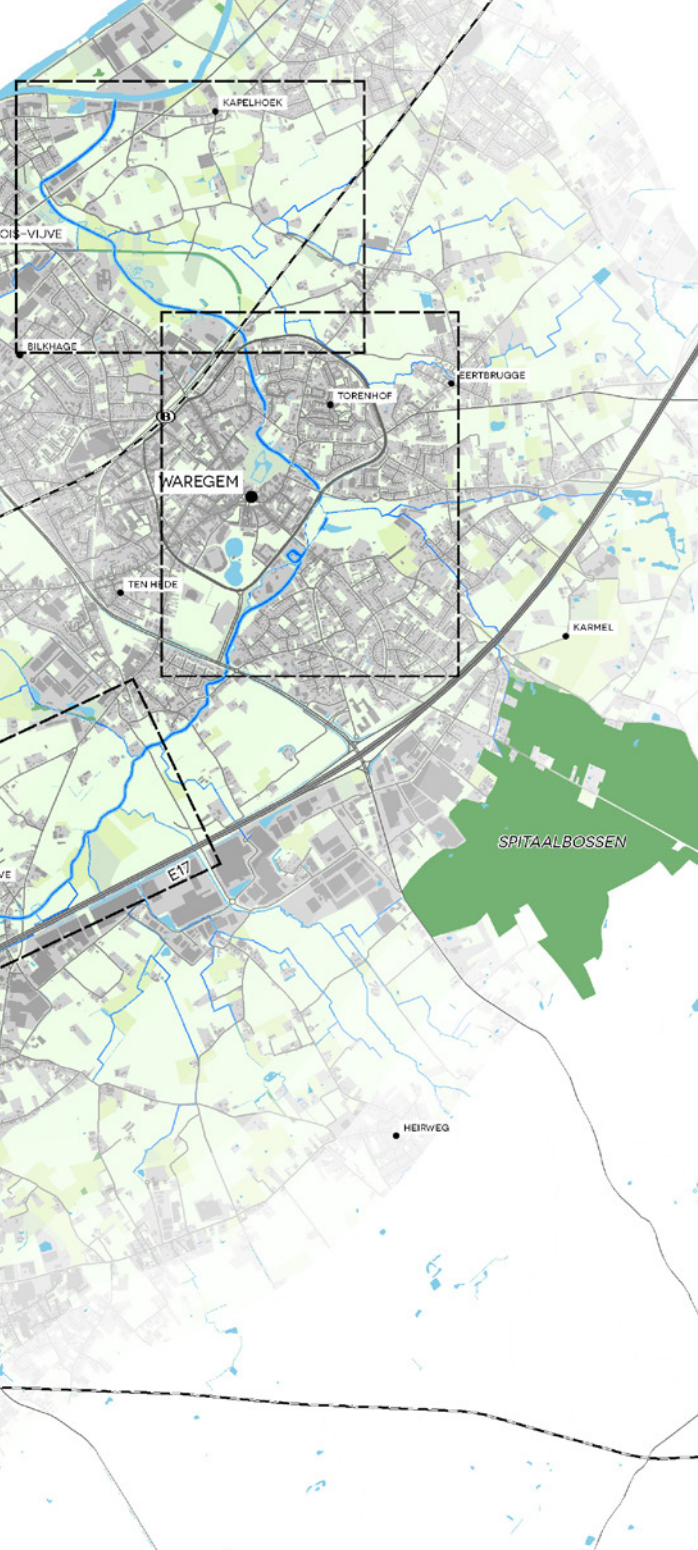 KAPELHOEK
OIS-VIJVE
BILKHAGE
EERTBRUGGE
TORENHOF
B
WAREGEM
TEN HEDE
KARMEL
SPITAALBOSSEN
E17
VE
HEIRWEG